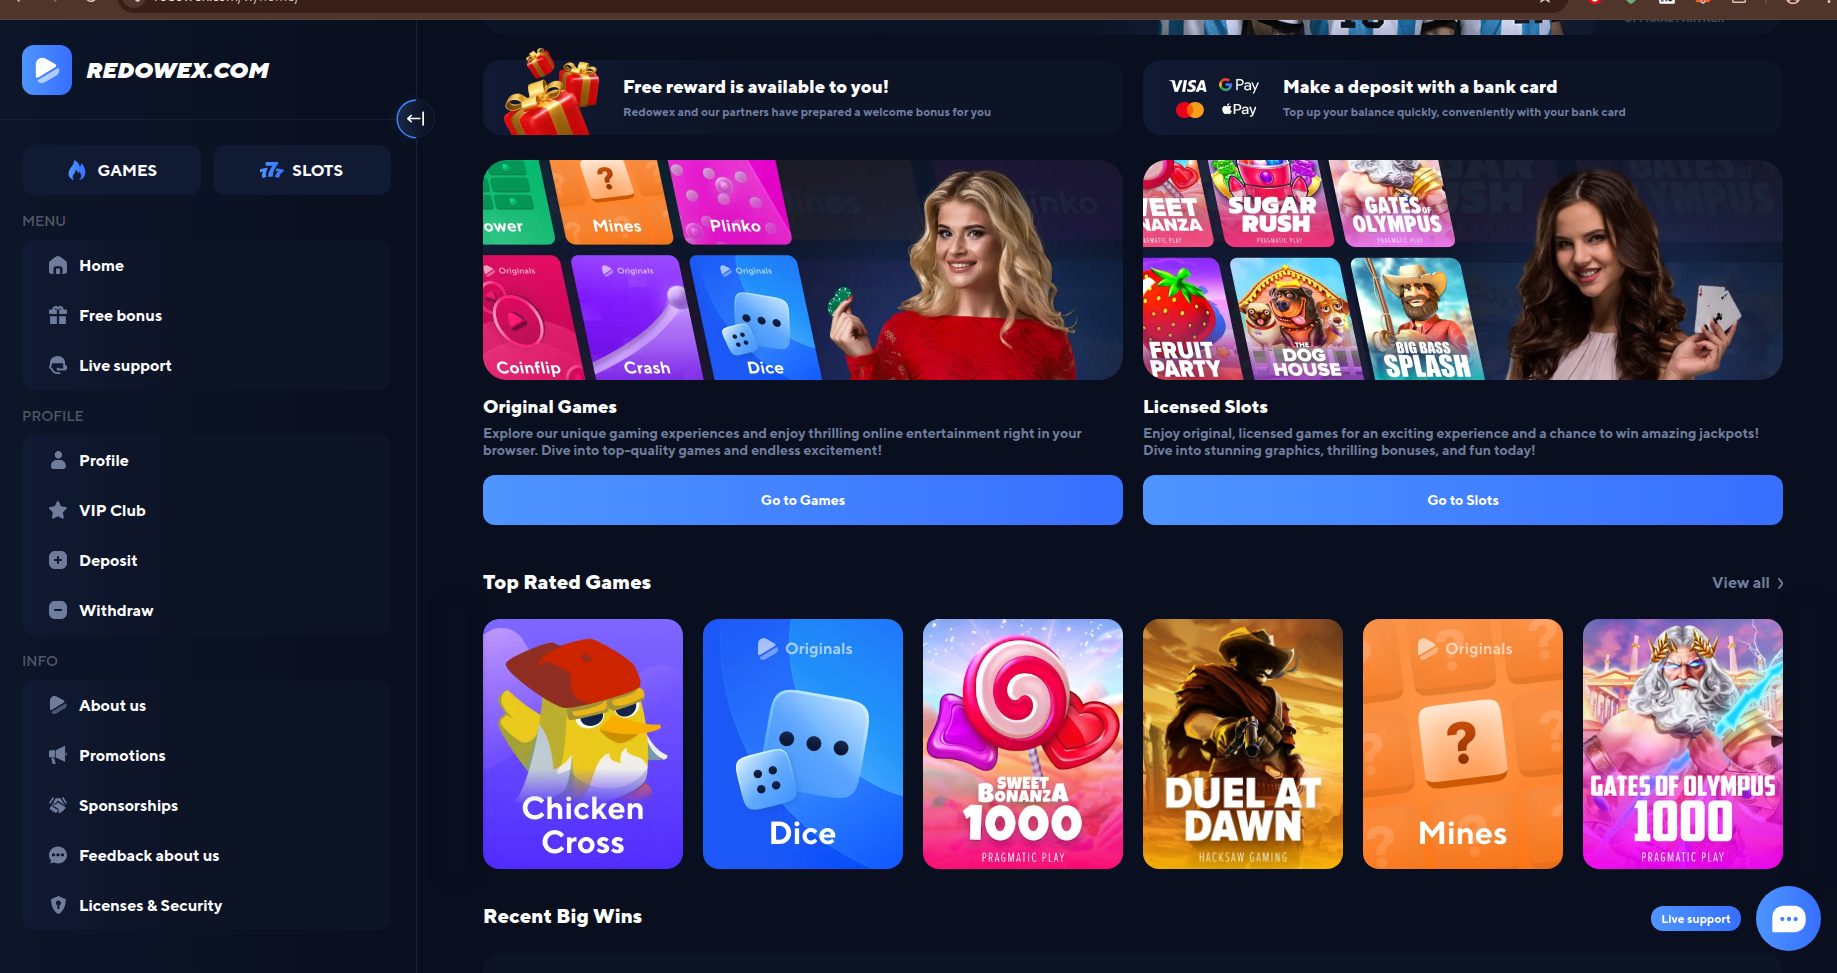 REDOWEX.COM
GAMES
SLOTS
MENU
Home
Free bonus
Live support
PROFILE
Profile
VIP Club
Deposit
Withdraw
INFO
About us
Promotions
Sponsorships
Feedback about us
Licenses & Security
Free reward is available to you!
Redowex and our partners have prepared a welcome bonus for you
VISA
G Pay
Pay
Make a deposit with a bank card
Top up your balance quickly, conveniently with your bank card
ower
Mines
Plinko
Originals
Coinflip
Originals
Crash
Originals
Dice
Original Games
Explore our unique gaming experiences and enjoy thrilling online entertainment right in your
browser. Dive into top-quality games and endless excitement!
Go to Games
SUGAR
RUSH
PRAGMATIC PLAY
GATES OF
OLYMPUS
PRAGMATIC PLAY
FRUIT
PARTY
THE
DOG
HOUSE
BIG BASS
SPLASH
Licensed Slots
Enjoy original, licensed games for an exciting experience and a chance to win amazing jackpots!
Dive into stunning graphics, thrilling bonuses, and fun today!
Go to Slots
Top Rated Games
View all
Chicken
Cross
Originals
Dice
SWEET
BONANZA
1000
PRAGMATIC PLAY
DUEL AT
DAWN
HACKSAW GAMING
Originals
?
Mines
GATES OF OLYMPUS
1000
PRAGMATIC PLAY
Recent Big Wins
Live support